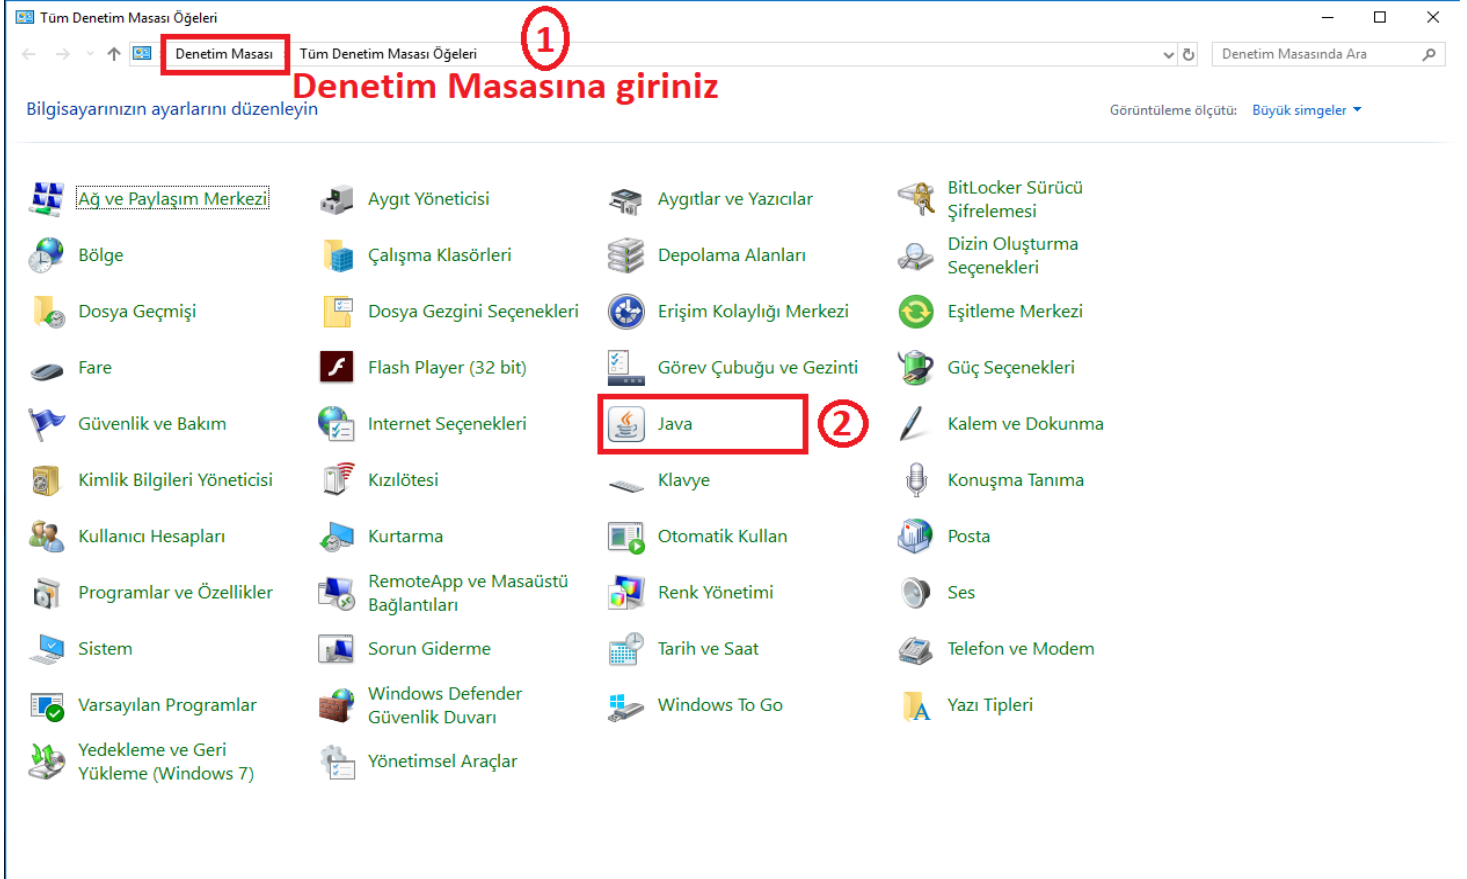 Tüm Denetim Masası Öğeleri
1
Denetim Masası
Tüm Denetim Masası Öğeleri
Denetim Masasında Ara
Denetim Masasına giriniz
Bilgisayarınızın ayarlarını düzenleyin
Görüntüleme ölçütü: Büyük simgeler
Ağ ve Paylaşım Merkezi
Aygıt Yöneticisi
Aygıtlar ve Yazıcılar
BitLocker Sürücü
Şifrelemesi
Bölge
Çalışma Klasörleri
Depolama Alanları
Dizin Oluşturma
Seçenekleri
Dosya Geçmişi
Dosya Gezgini Seçenekleri
Erişim Kolaylığı Merkezi
Eşitleme Merkezi
Fare
Flash Player (32 bit)
Görev Çubuğu ve Gezinti
Güç Seçenekleri
Güvenlik ve Bakım
Internet Seçenekleri
Java
2
Kalem ve Dokunma
Kimlik Bilgileri Yöneticisi
Kızılötesi
Klavye
Konuşma Tanıma
Kullanıcı Hesapları
Kurtarma
Otomatik Kullan
Posta
Programlar ve Özellikler
RemoteApp ve Masaüstü
Bağlantıları
Renk Yönetimi
Ses
Sistem
Sorun Giderme
Tarih ve Saat
Telefon ve Modem
Varsayılan Programlar
Windows Defender
Güvenlik Duvarı
Windows To Go
Yazı Tipleri
Yedekleme ve Geri
Yükleme (Windows 7)
Yönetimsel Araçlar